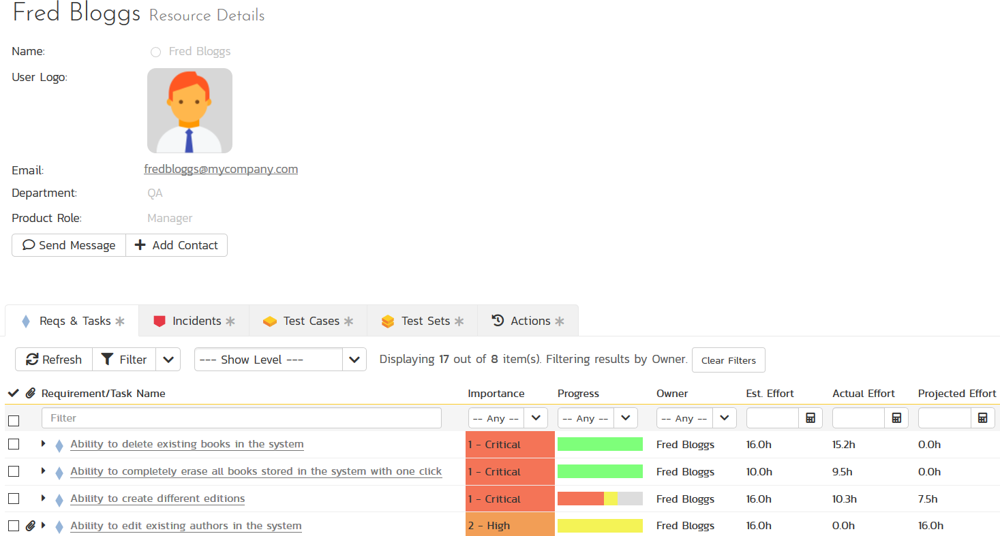 Fred Bloggs Resource Details
Name: Fred Bloggs
User Logo:
Email: fredbloggs@mycompany.com
Department: QA
Product Role: Manager
Send Message Add Contact
Reqs & Tasks Incidents Test Cases Test Sets Actions
Refresh Filter --- Show Level --- Displaying 17 out of 8 item(s). Filtering results by Owner. Clear Filters
Requirement/Task Name Importance Progress Owner Est. Effort Actual Effort Projected Effort
Filter -- Any -- -- Any -- -- Any --
Ability to delete existing books in the system 1 - Critical Fred Bloggs 16.0h 15.2h 0.0h
Ability to completely erase all books stored in the system with one click 1 - Critical Fred Bloggs 10.0h 9.5h 0.0h
Ability to create different editions 1 - Critical Fred Bloggs 16.0h 10.3h 7.5h
Ability to edit existing authors in the system 2 - High Fred Bloggs 16.0h 0.0h 16.0h